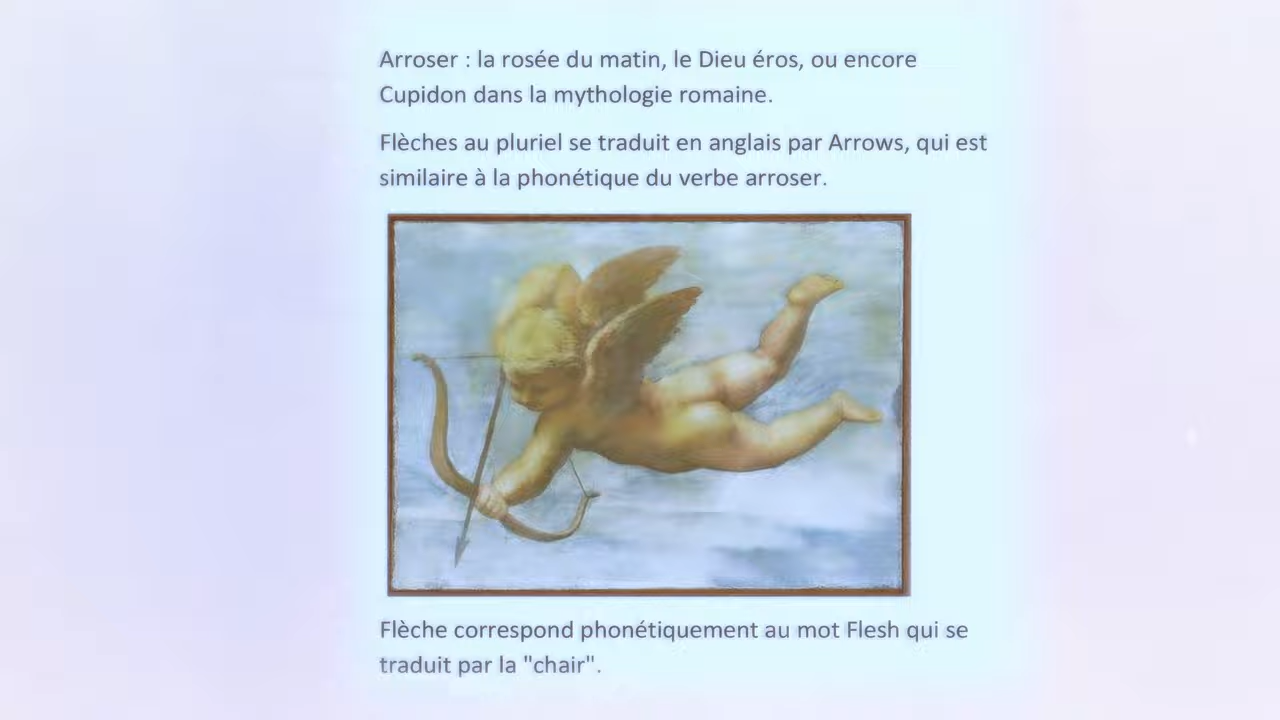 Arroser : la rosée du matin, le Dieu éros, ou encore
Cupidon dans la mythologie romaine.
Flèches au pluriel se traduit en anglais par Arrows, qui est
similaire à la phonétique du verbe arroser.
Flèche correspond phonétiquement au mot Flesh qui se
traduit par la "chair".